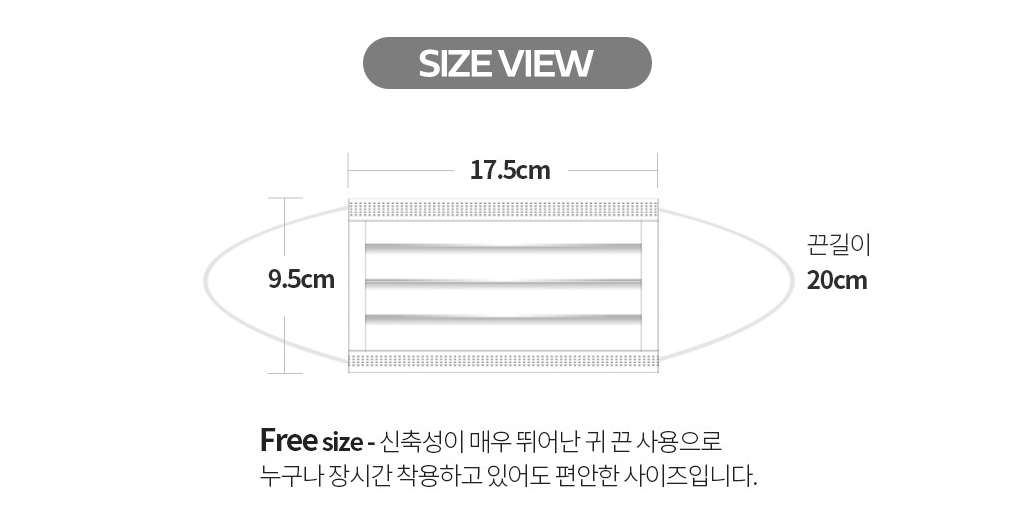 SIZE VIEW
17.5cm
9.5cm
끈길이
20cm
Free size - 신축성이 매우 뛰어난 귀 끈 사용으로
누구나 장시간 착용하고 있어도 편안한 사이즈입니다.